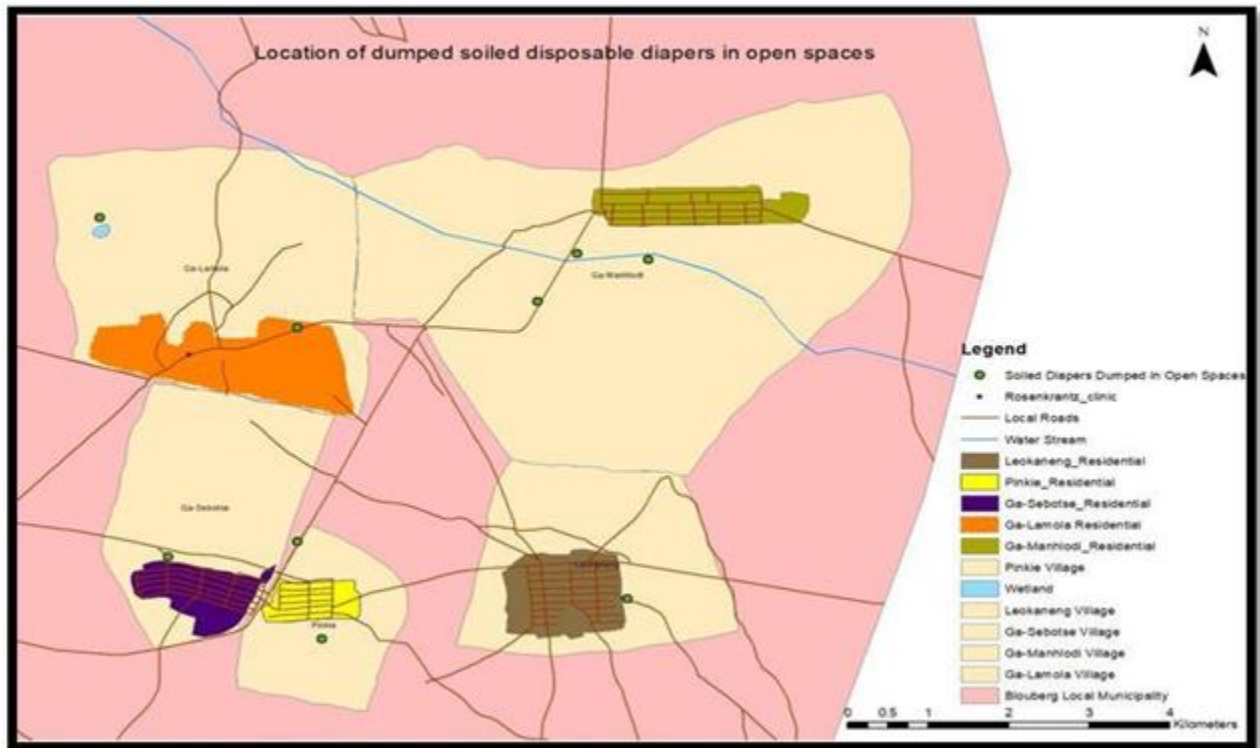 Location of dumped soiled disposable diapers in open spaces
N
Ga-Lamola
Ga-Manhlodi
Ga-Sebotse
Pinkie
Legend
Soiled Diapers Dumped in Open Spaces
Rosenkrantz_clinic
Local Roads
Water Stream
Leokaneng_Residential
Pinkie_Residential
Ga-Sebotse_Residential
Ga-Lamola Residential
Ga-Manhlodi_Residential
Pinkie Village
Wetland
Leokaneng Village
Ga-Sebotse Village
Ga-Manhlodi Village
Ga-Lamola Village
Blouberg Local Municipality
0 0.5 1 2 3 4
Kilometers